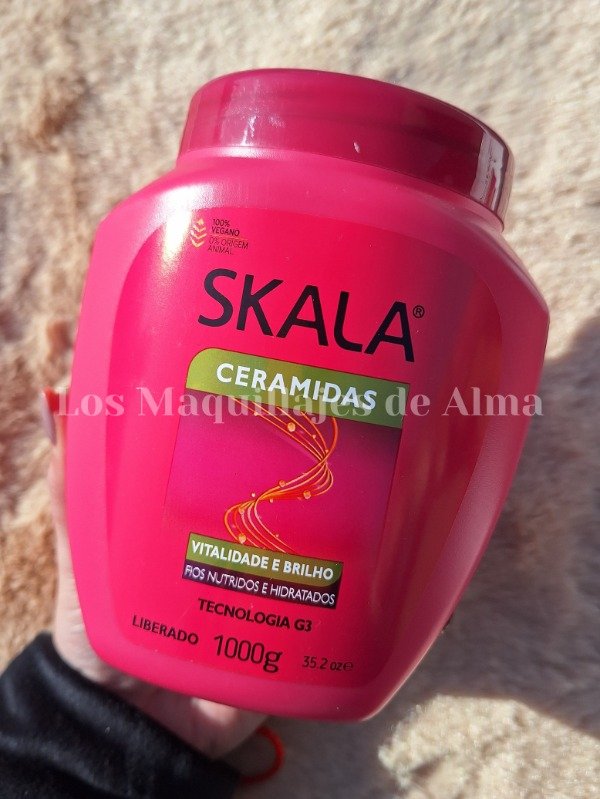 100%
VEGANO
0% ORIGEM
ANIMAL
SKALA®
CERAMIDAS
Los Maquillajes de Alma
VITALIDADE E BRILHO
FIOS NUTRIDOS E HIDRATADOS
TECNOLOGIA G3
LIBERADO 1000g 35.2 oz℮